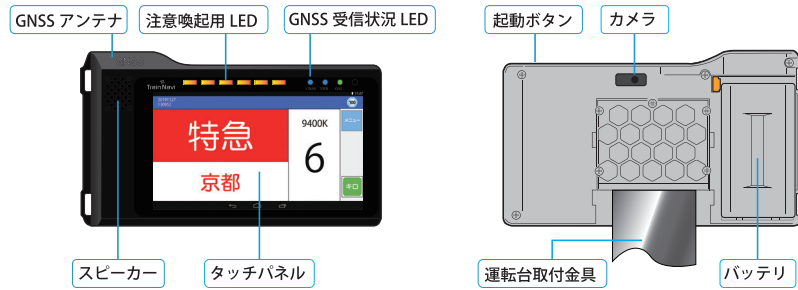 GNSS アンテナ
注意喚起用 LED
GNSS 受信状況 LED
起動ボタン
カメラ
GNSS
Train Navi
メニュー
特急
9400K
6
京都
キロ
スピーカー
タッチパネル
運転台取付金具
バッテリ